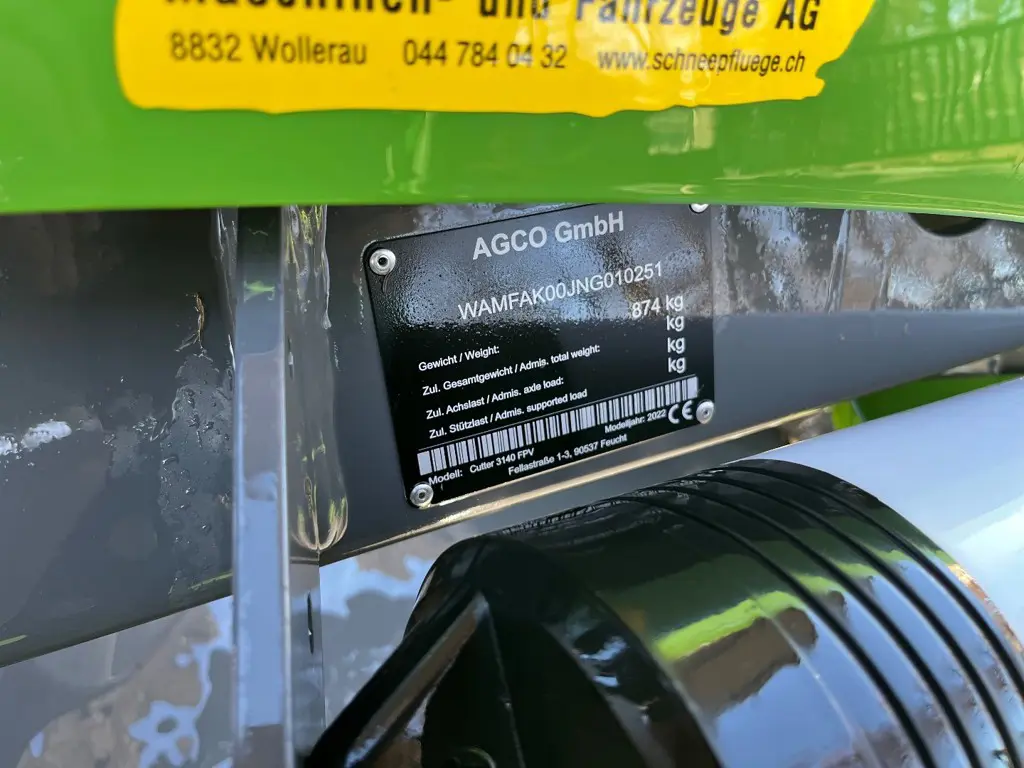 Maschinen- und Fahrzeuge AG
8832 Wollerau 044 784 04 32 www.schneepfluege.ch
AGCO GmbH
WAMFAK00JNG010251
Gewicht / Weight: 874 kg
Zul. Gesamtgewicht / Admis. total weight: kg
Zul. Achslast / Admis. axle load: kg
Zul. Stützlast / Admis. supported load kg
Modell: Cutter 3140 FPV Modelljahr: 2022 CE
Fellastraße 1-3, 90537 Feucht